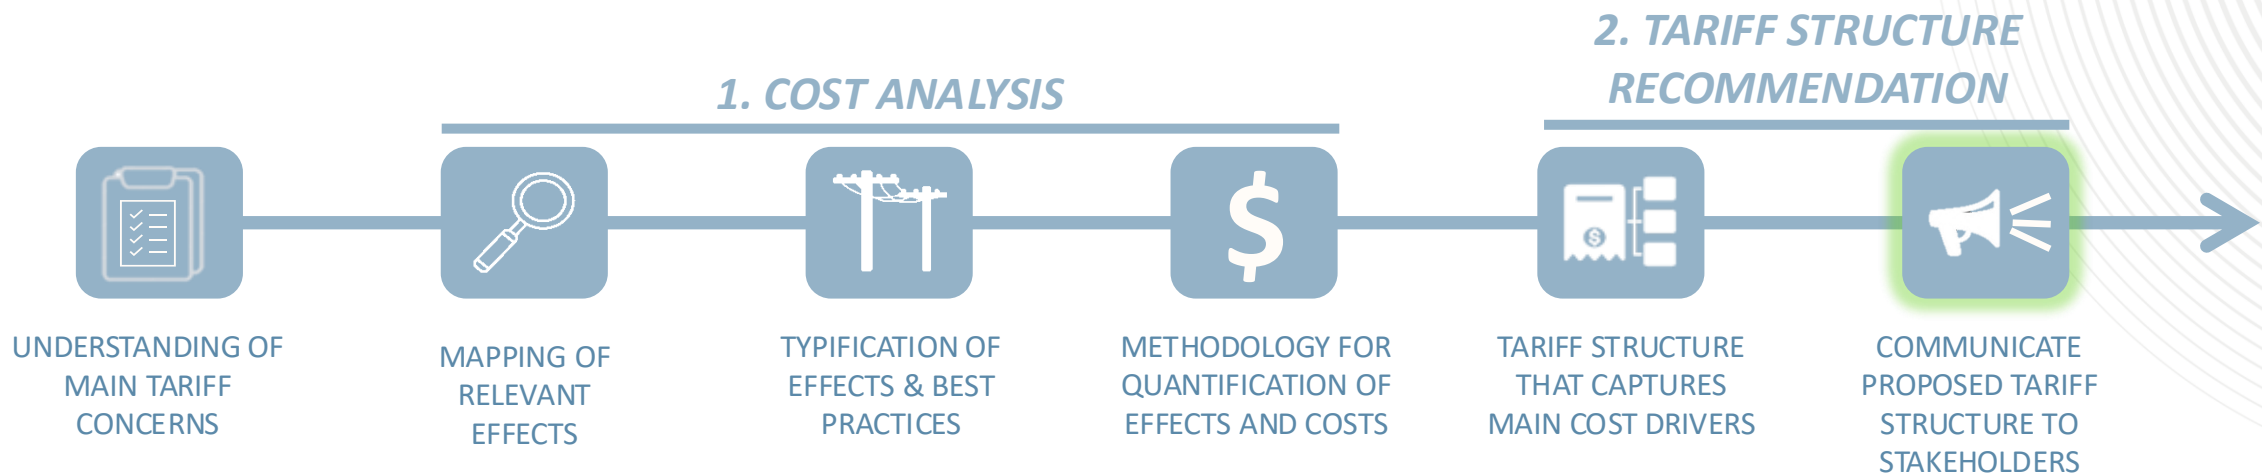 1. COST ANALYSIS
2. TARIFF STRUCTURE
RECOMMENDATION
$
$
UNDERSTANDING OF
MAIN TARIFF
CONCERNS
MAPPING OF
RELEVANT
EFFECTS
TYPIFICATION OF
EFFECTS & BEST
PRACTICES
METHODOLOGY FOR
QUANTIFICATION OF
EFFECTS AND COSTS
TARIFF STRUCTURE
THAT CAPTURES
MAIN COST DRIVERS
COMMUNICATE
PROPOSED TARIFF
STRUCTURE TO
STAKEHOLDERS